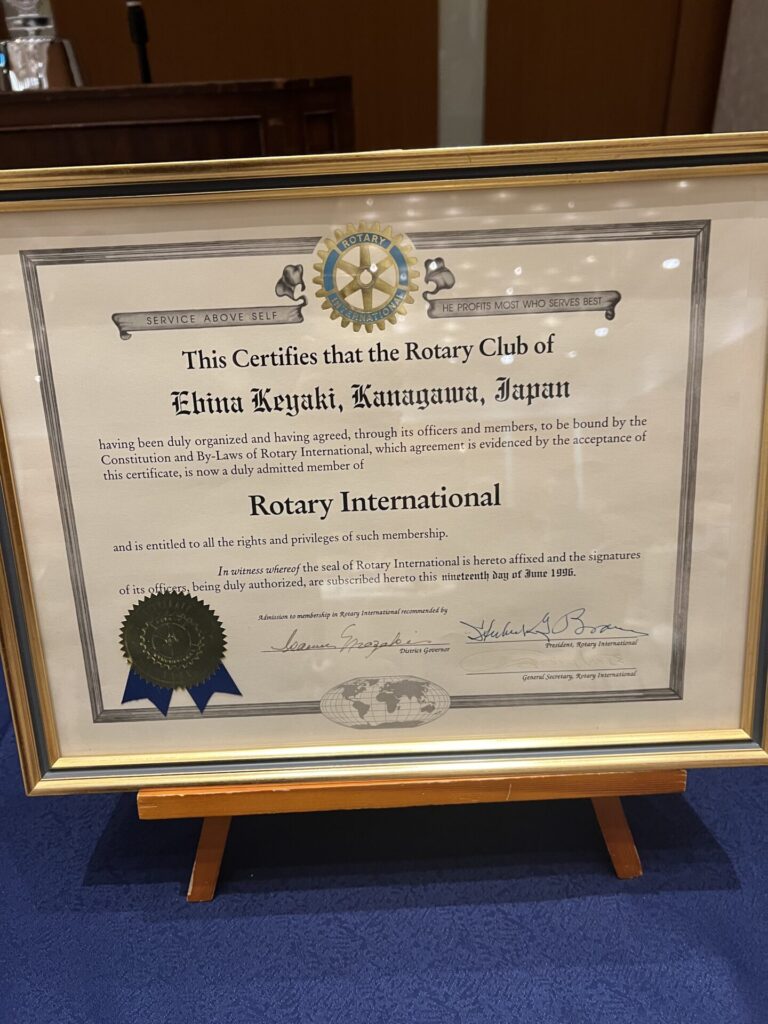 ROTARY
INTERNATIONAL
SERVICE ABOVE SELF
HE PROFITS MOST WHO SERVES BEST
This Certifies that the Rotary Club of
Ebina Keyaki, Kanagawa, Japan
having been duly organized and having agreed, through its officers and members, to be bound by the
Constitution and By-Laws of Rotary International, which agreement is evidenced by the acceptance of
this certificate, is now a duly admitted member of
Rotary International
and is entitled to all the rights and privileges of such membership.
In witness whereof the seal of Rotary International is hereto affixed and the signatures
of its officers, being duly authorized, are subscribed hereto this nineteenth day of June 1996.
Admission to membership in Rotary International recommended by
District Governor
President, Rotary International
General Secretary, Rotary International